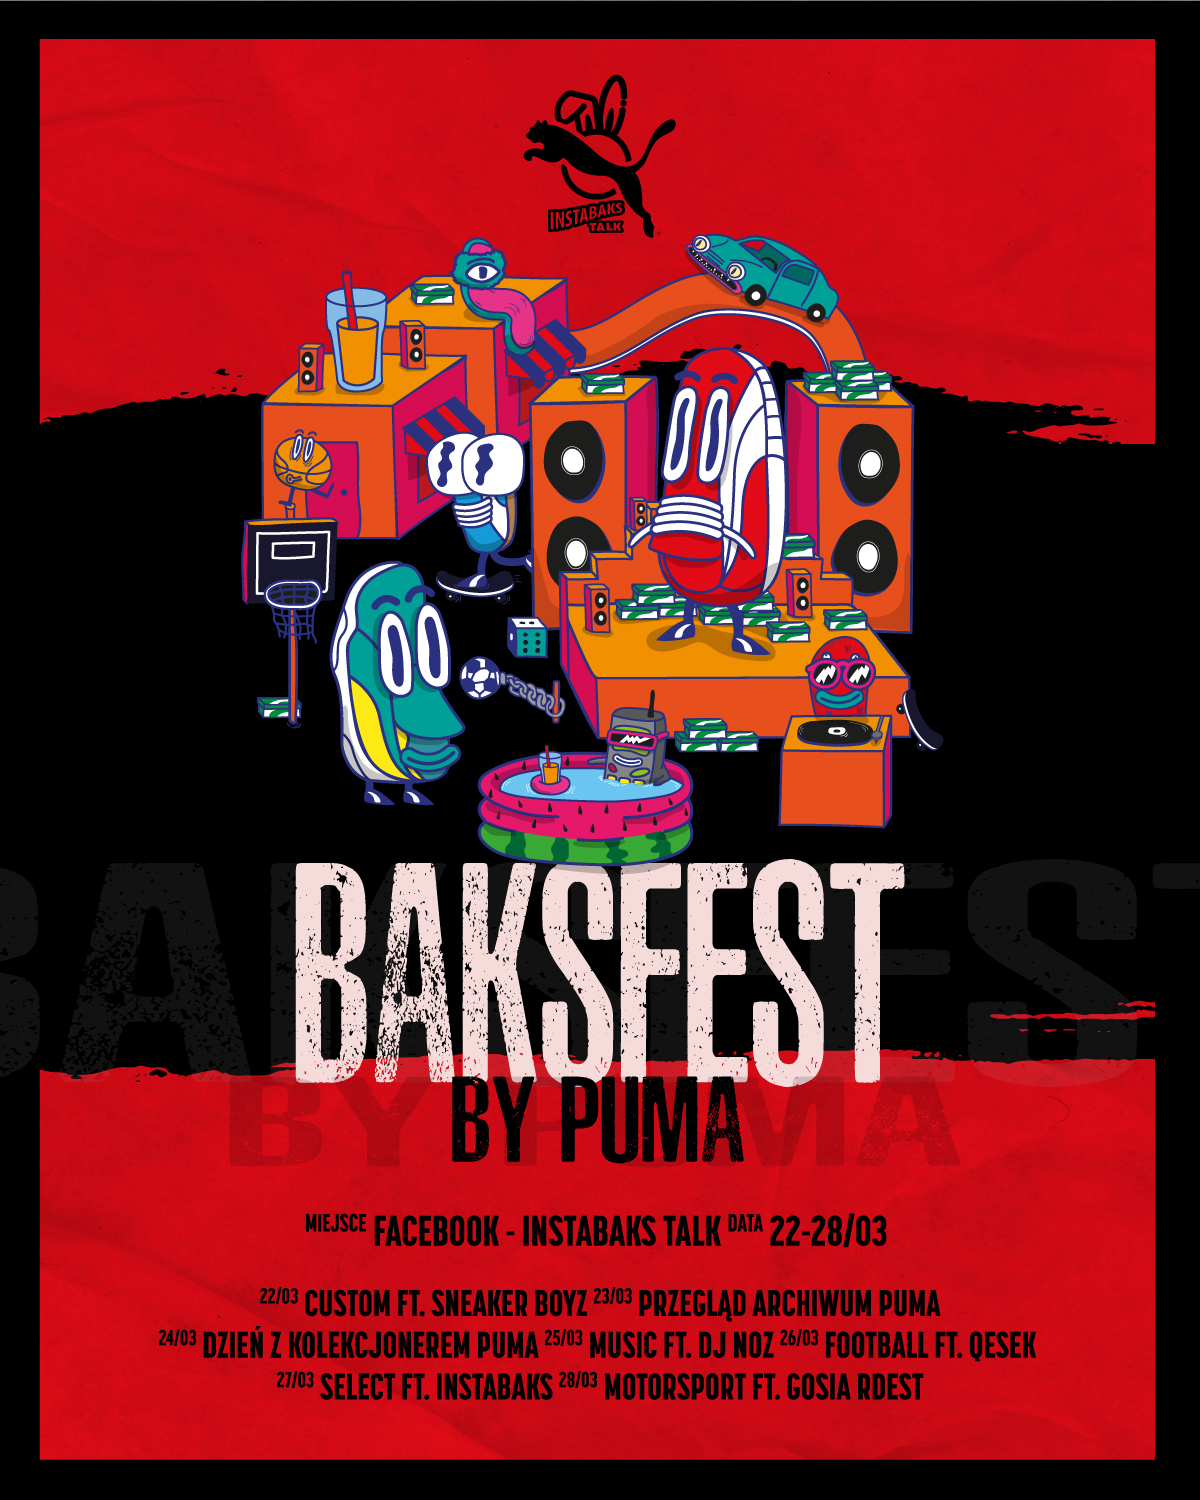 INSTABAKS
TALK
BAKSFEST
BY PUMA
MIEJSCE FACEBOOK - INSTABAKS TALK DATA 22-28/03
22/03 CUSTOM FT. SNEAKER BOYZ 23/03 PRZEGLĄD ARCHIWUM PUMA
24/03 DZIEŃ Z KOLEKCJONEREM PUMA 25/03 MUSIC FT. DJ NOZ 26/03 FOOTBALL FT. QESEK
27/03 SELECT FT. INSTABAKS 28/03 MOTORSPORT FT. GOSIA RDEST